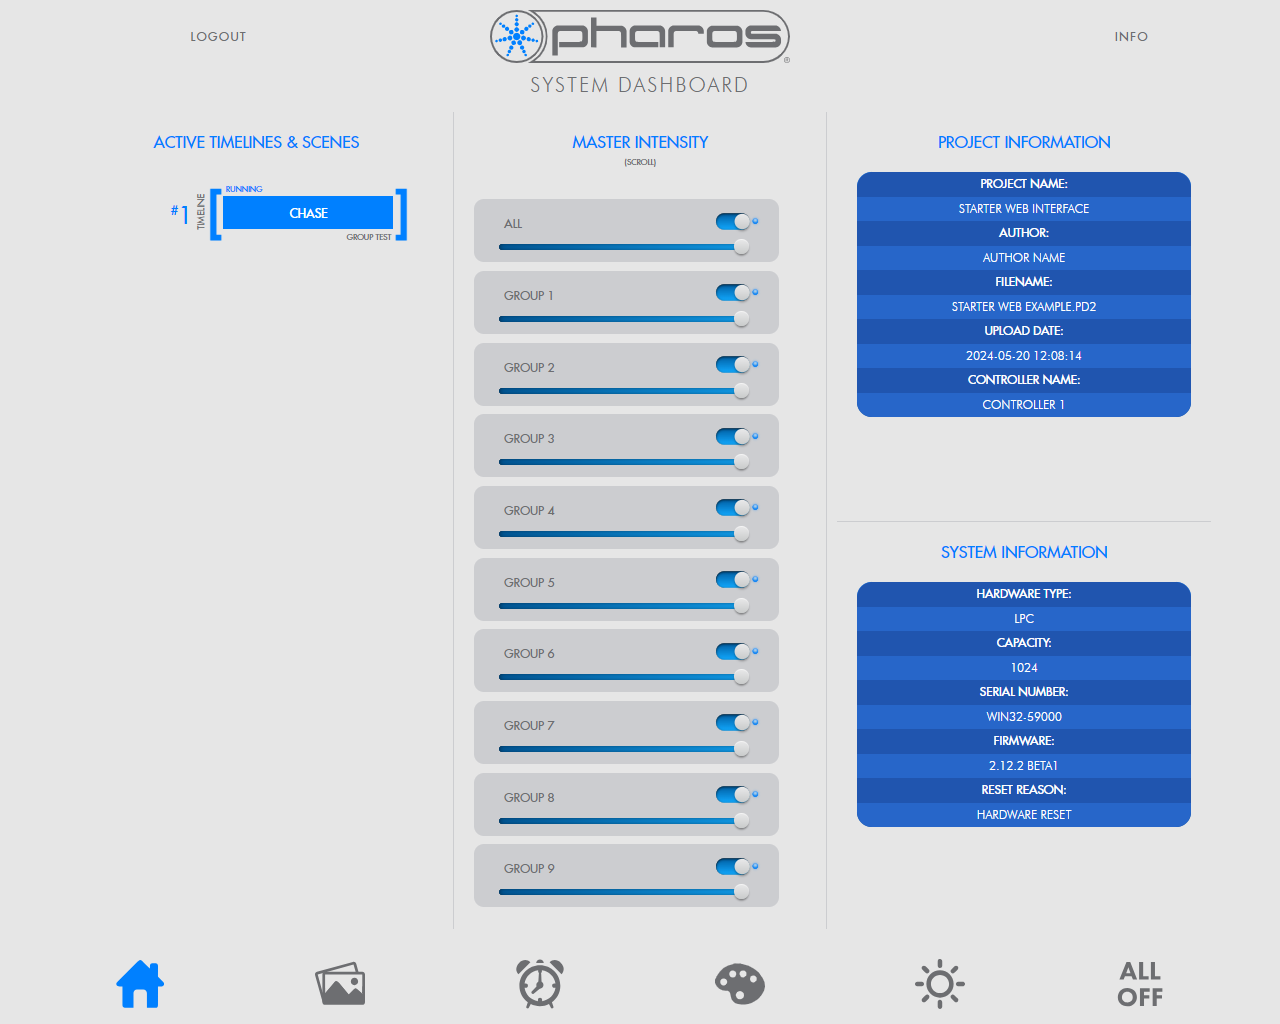 LOGOUT
pharos®
INFO
SYSTEM DASHBOARD
ACTIVE TIMELINES & SCENES
#1
TIMELINE
RUNNING
CHASE
GROUP TEST
MASTER INTENSITY
(SCROLL)
ALL
GROUP 1
GROUP 2
GROUP 3
GROUP 4
GROUP 5
GROUP 6
GROUP 7
GROUP 8
GROUP 9
PROJECT INFORMATION
PROJECT NAME:
STARTER WEB INTERFACE
AUTHOR:
AUTHOR NAME
FILENAME:
STARTER WEB EXAMPLE.PD2
UPLOAD DATE:
2024-05-20 12:08:14
CONTROLLER NAME:
CONTROLLER 1
SYSTEM INFORMATION
HARDWARE TYPE:
LPC
CAPACITY:
1024
SERIAL NUMBER:
WIN32-59000
FIRMWARE:
2.12.2 BETA1
RESET REASON:
HARDWARE RESET
ALL
OFF